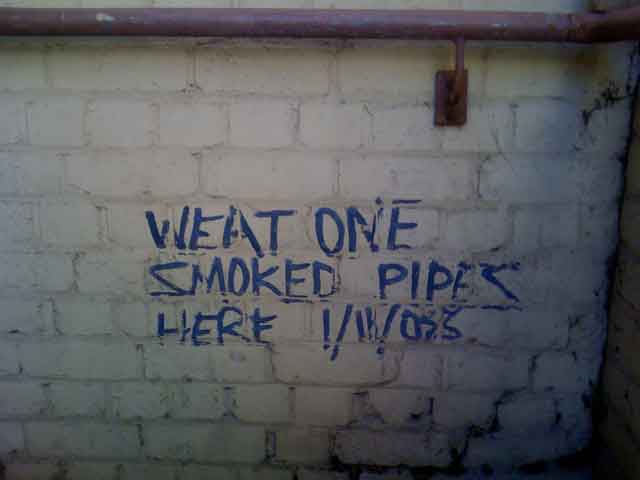 WEAT ONE
SMOKED PIPES
HERE